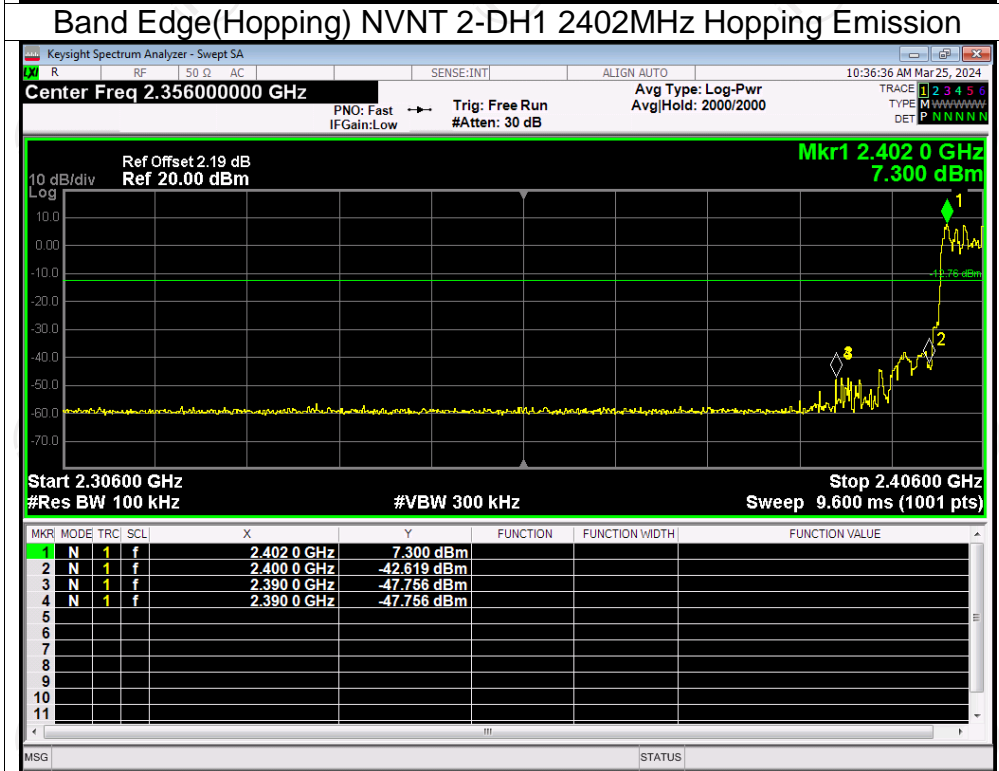 Band Edge(Hopping) NVNT 2-DH1 2402MHz Hopping Emission
Keysight Spectrum Analyzer - Swept SA
LXI R RF 50 Ω AC SENSE:INT ALIGN AUTO 10:36:36 AM Mar 25, 2024
Center Freq 2.356000000 GHz PNO: Fast Trig: Free Run Avg Type: Log-Pwr TRACE 1 2 3 4 5 6
IFGain:Low #Atten: 30 dB Avg|Hold: 2000/2000 TYPE M WWWWW
DET P N N N N N
Mkr1 2.402 0 GHz
7.300 dBm
Ref Offset 2.19 dB
10 dB/div Ref 20.00 dBm
Log
1
10.0
0.00
-10.0
-12.76 dBm
-20.0
-30.0
2
-40.0
-50.0
-60.0
-70.0
Start 2.30600 GHz Stop 2.40600 GHz
#Res BW 100 kHz #VBW 300 kHz Sweep 9.600 ms (1001 pts)
MKR MODE TRC SCL X Y FUNCTION FUNCTION WIDTH FUNCTION VALUE
1 N 1 f 2.402 0 GHz 7.300 dBm
2 N 1 f 2.400 0 GHz -42.619 dBm
3 N 1 f 2.390 0 GHz -47.756 dBm
4 N 1 f 2.390 0 GHz -47.756 dBm
5
6
7
8
9
10
11
MSG STATUS